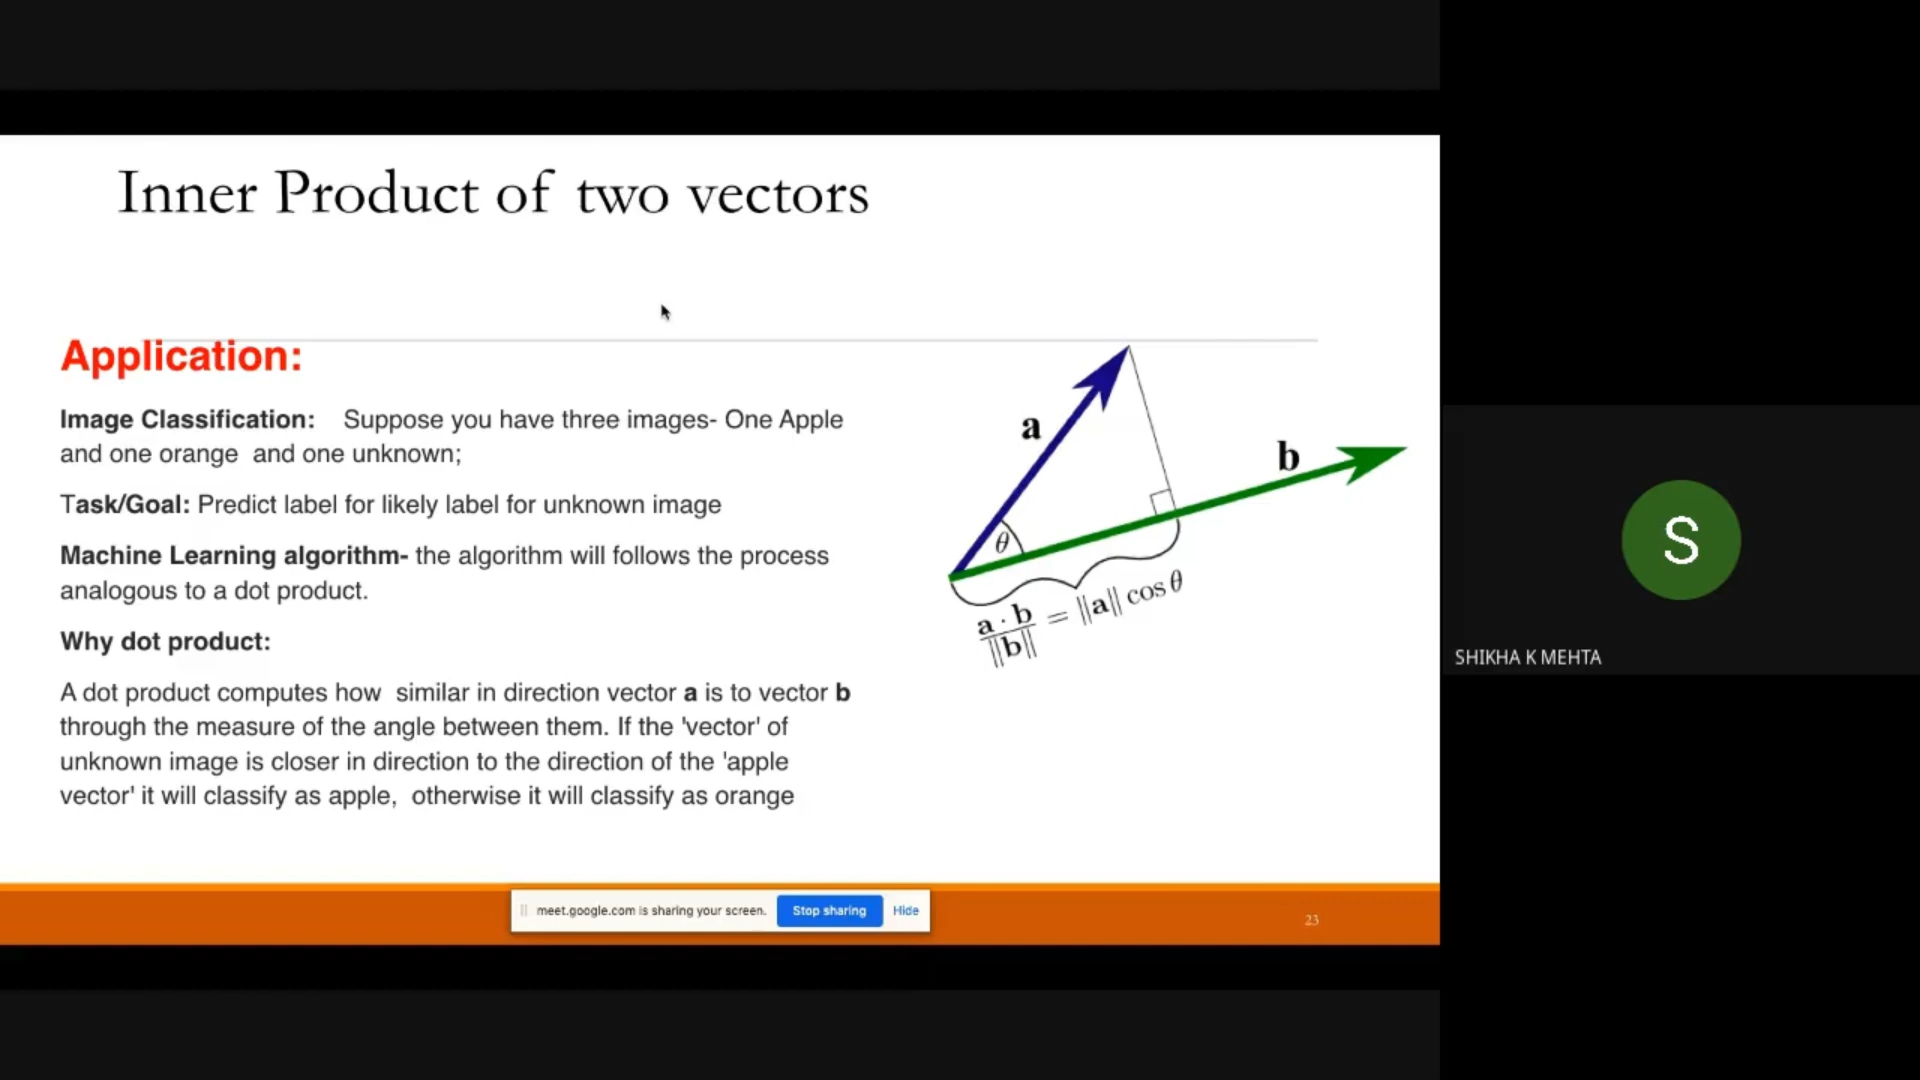 Inner Product of two vectors
Application:
Image Classification: Suppose you have three images- One Apple
and one orange and one unknown;
Task/Goal: Predict label for likely label for unknown image
Machine Learning algorithm- the algorithm will follows the process
analogous to a dot product.
Why dot product:
A dot product computes how similar in direction vector a is to vector b
through the measure of the angle between them. If the 'vector' of
unknown image is closer in direction to the direction of the 'apple
vector' it will classify as apple, otherwise it will classify as orange
a
b
θ
a · b / ||b|| = ||a|| cos θ
meet.google.com is sharing your screen. Stop sharing Hide
23
S
SHIKHA K MEHTA